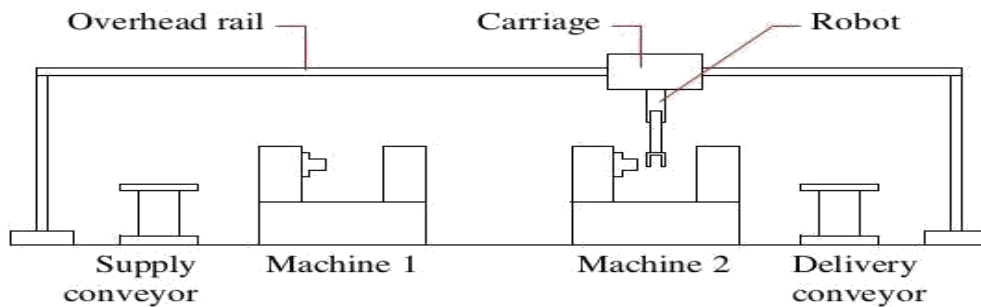 Overhead rail
Carriage
Robot
Supply
conveyor
Machine 1
Machine 2
Delivery
conveyor